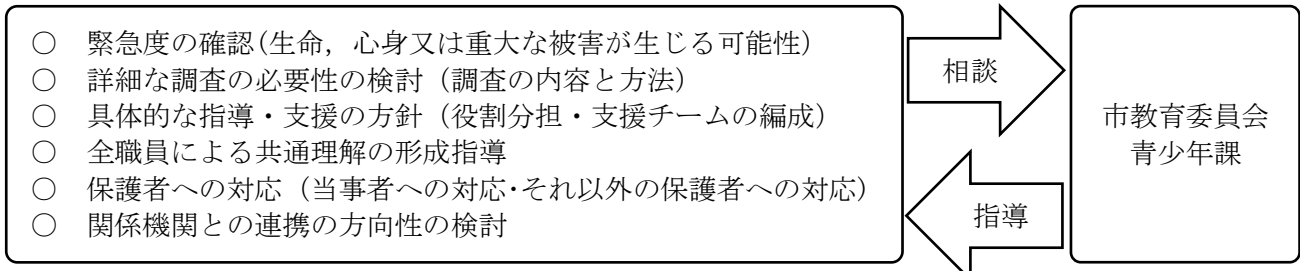 ○ 緊急度の確認(生命，心身又は重大な被害が生じる可能性)
○ 詳細な調査の必要性の検討（調査の内容と方法）
○ 具体的な指導・支援の方針（役割分担・支援チームの編成）
○ 全職員による共通理解の形成指導
○ 保護者への対応（当事者への対応･それ以外の保護者への対応）
○ 関係機関との連携の方向性の検討
相談
指導
市教育委員会
青少年課